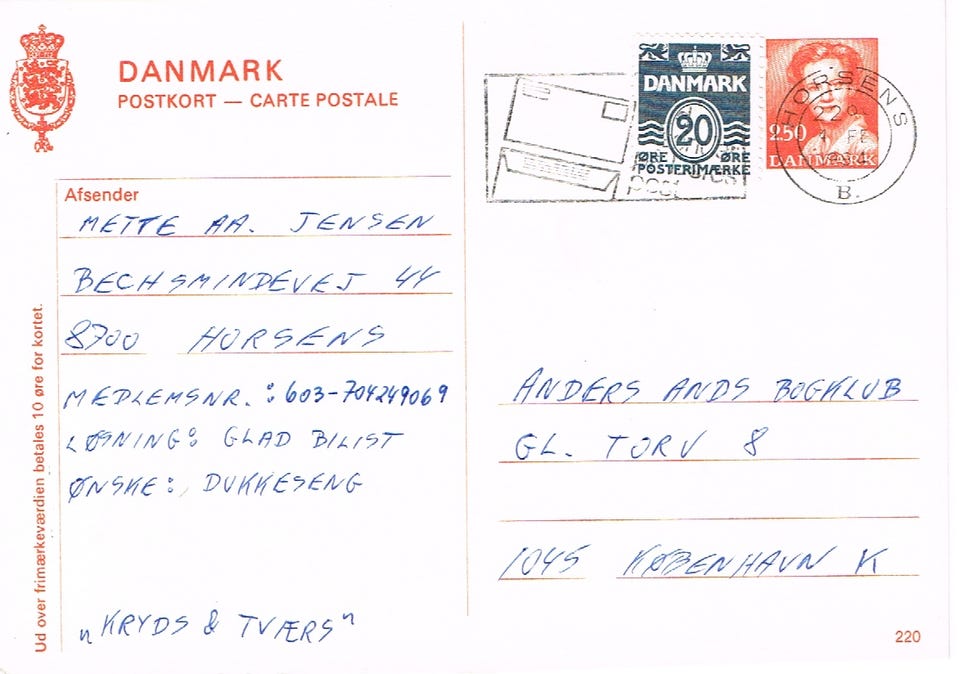 DANMARK
POSTKORT — CARTE POSTALE
Afsender
METTE AA. JENSEN
BECHSMINDEVEJ 44
8700 HORSENS
MEDLEMSNR.: 603-704249069
LØSNING: GLAD BILIST
ØNSKE: DUKKESENG
"KRYDS & TVÆRS"
Ud over frimærkeværdien betales 10 øre for kortet.
DANMARK
20
ØRE ØRE
POSTFRIMÆRKE
2.50
DANMARK
HORSENS
B.
ANDERS ANDS BOGKLUB
GL. TORV 8
1045 KØBENHAVN K
220